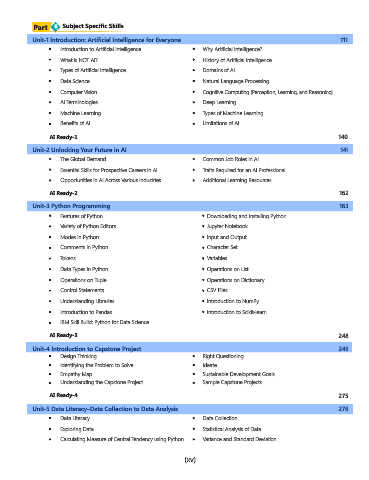 Part B Subject Specific Skills
Unit-1 Introduction: Artificial Intelligence for Everyone 111
• Introduction to Artificial Intelligence • Why Artificial Intelligence?
• What is NOT AI? • History of Artificial Intelligence
• Types of Artificial Intelligence • Domains of AI
• Data Science • Natural Language Processing
• Computer Vision • Cognitive Computing (Perception, Learning, and Reasoning)
• AI Terminologies • Deep Learning
• Machine Learning • Types of Machine Learning
• Benefits of AI • Limitations of AI
AI Ready-1 140
Unit-2 Unlocking Your Future in AI 141
• The Global Demand • Common Job Roles in AI
• Essential Skills for Prospective Careers in AI • Traits Required for an AI Professional
• Opportunities in AI Across Various Industries • Additional Learning Resources
AI Ready-2 162
Unit-3 Python Programming 163
• Features of Python • Downloading and Installing Python
• Variety of Python Editors • Jupyter Notebook
• Modes in Python • Input and Output
• Comments in Python • Character Set
• Tokens • Variables
• Data Types in Python • Operations on List
• Operations on Tuple • Operations on Dictionary
• Control Statements • CSV Files
• Understanding Libraries • Introduction to NumPy
• Introduction to Pandas • Introduction to Scikit-learn
• IBM Skill Build: Python for Data Science
AI Ready-3 248
Unit-4 Introduction to Capstone Project 249
• Design Thinking • Right Questioning
• Identifying the Problem to Solve • Ideate
• Empathy Map • Sustainable Development Goals
• Understanding the Capstone Project • Sample Capstone Projects
AI Ready-4 275
Unit-5 Data Literacy–Data Collection to Data Analysis 276
• Data Literacy • Data Collection
• Exploring Data • Statistical Analysis of Data
• Calculating Measure of Central Tendency using Python • Variance and Standard Deviation
(xv)